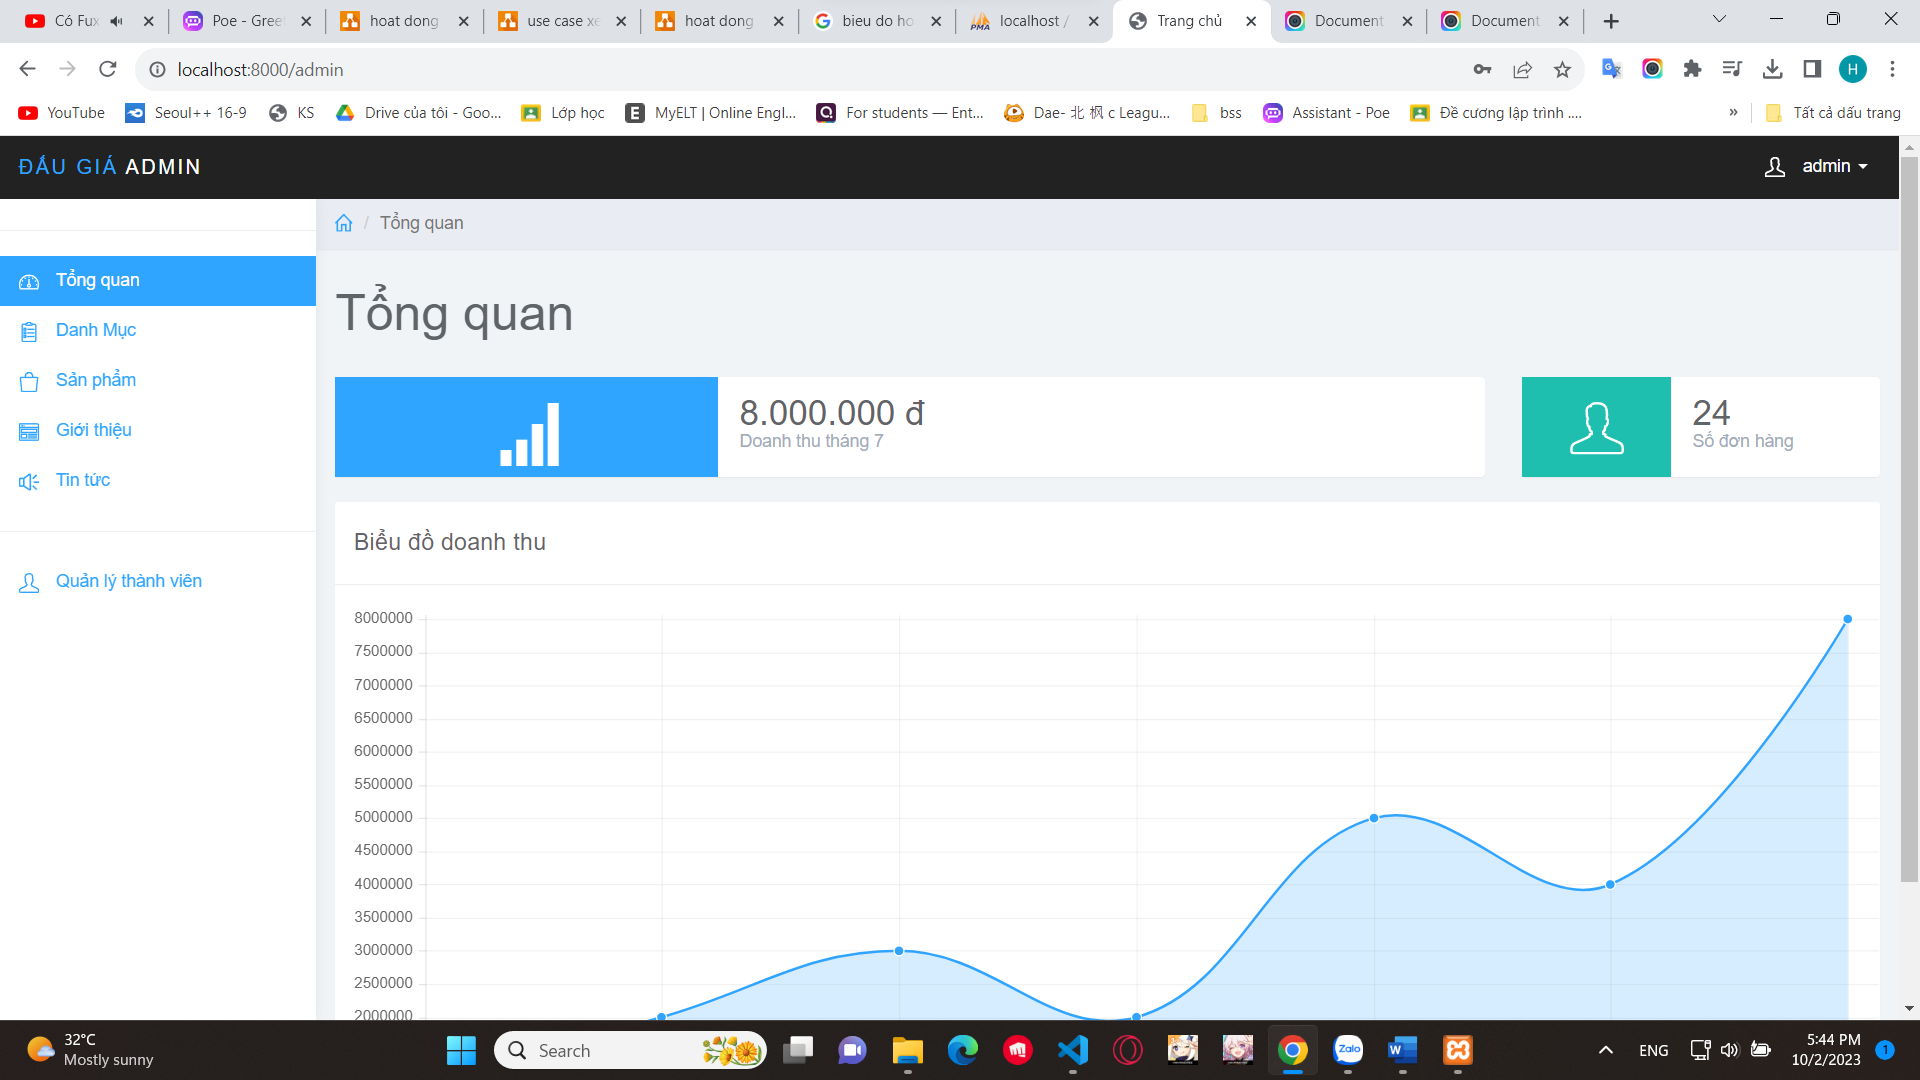 Có Fux
Poe - Gree
hoat dong
use case xe
hoat dong
bieu do ho
localhost /
Trang chủ
Document
Document
localhost:8000/admin
H
YouTube
Seoul++ 16-9
KS
Drive của tôi - Goo...
Lớp học
MyELT | Online Engl...
For students — Ent...
Dae- 北 枫 c Leagu...
bss
Assistant - Poe
Đề cương lập trình ....
»
Tất cả dấu trang
ĐẤU GIÁ ADMIN
admin
/ Tổng quan
Tổng quan
Danh Mục
Sản phẩm
Giới thiệu
Tin tức
Quản lý thành viên
Tổng quan
8.000.000 đ
Doanh thu tháng 7
24
Số đơn hàng
Biểu đồ doanh thu
8000000
7500000
7000000
6500000
6000000
5500000
5000000
4500000
4000000
3500000
3000000
2500000
2000000
32°C
Mostly sunny
Search
Zalo
ENG
5:44 PM
10/2/2023
1